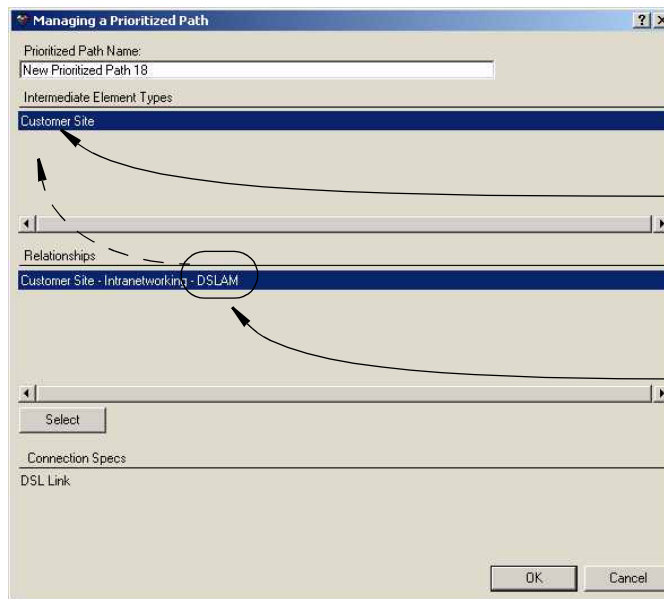 Managing a Prioritized Path
Prioritized Path Name:
New Prioritized Path 18
Intermediate Element Types
Customer Site
Relationships
Customer Site - Intranetworking - DSLAM
Select
Connection Specs
DSL Link
OK
Cancel